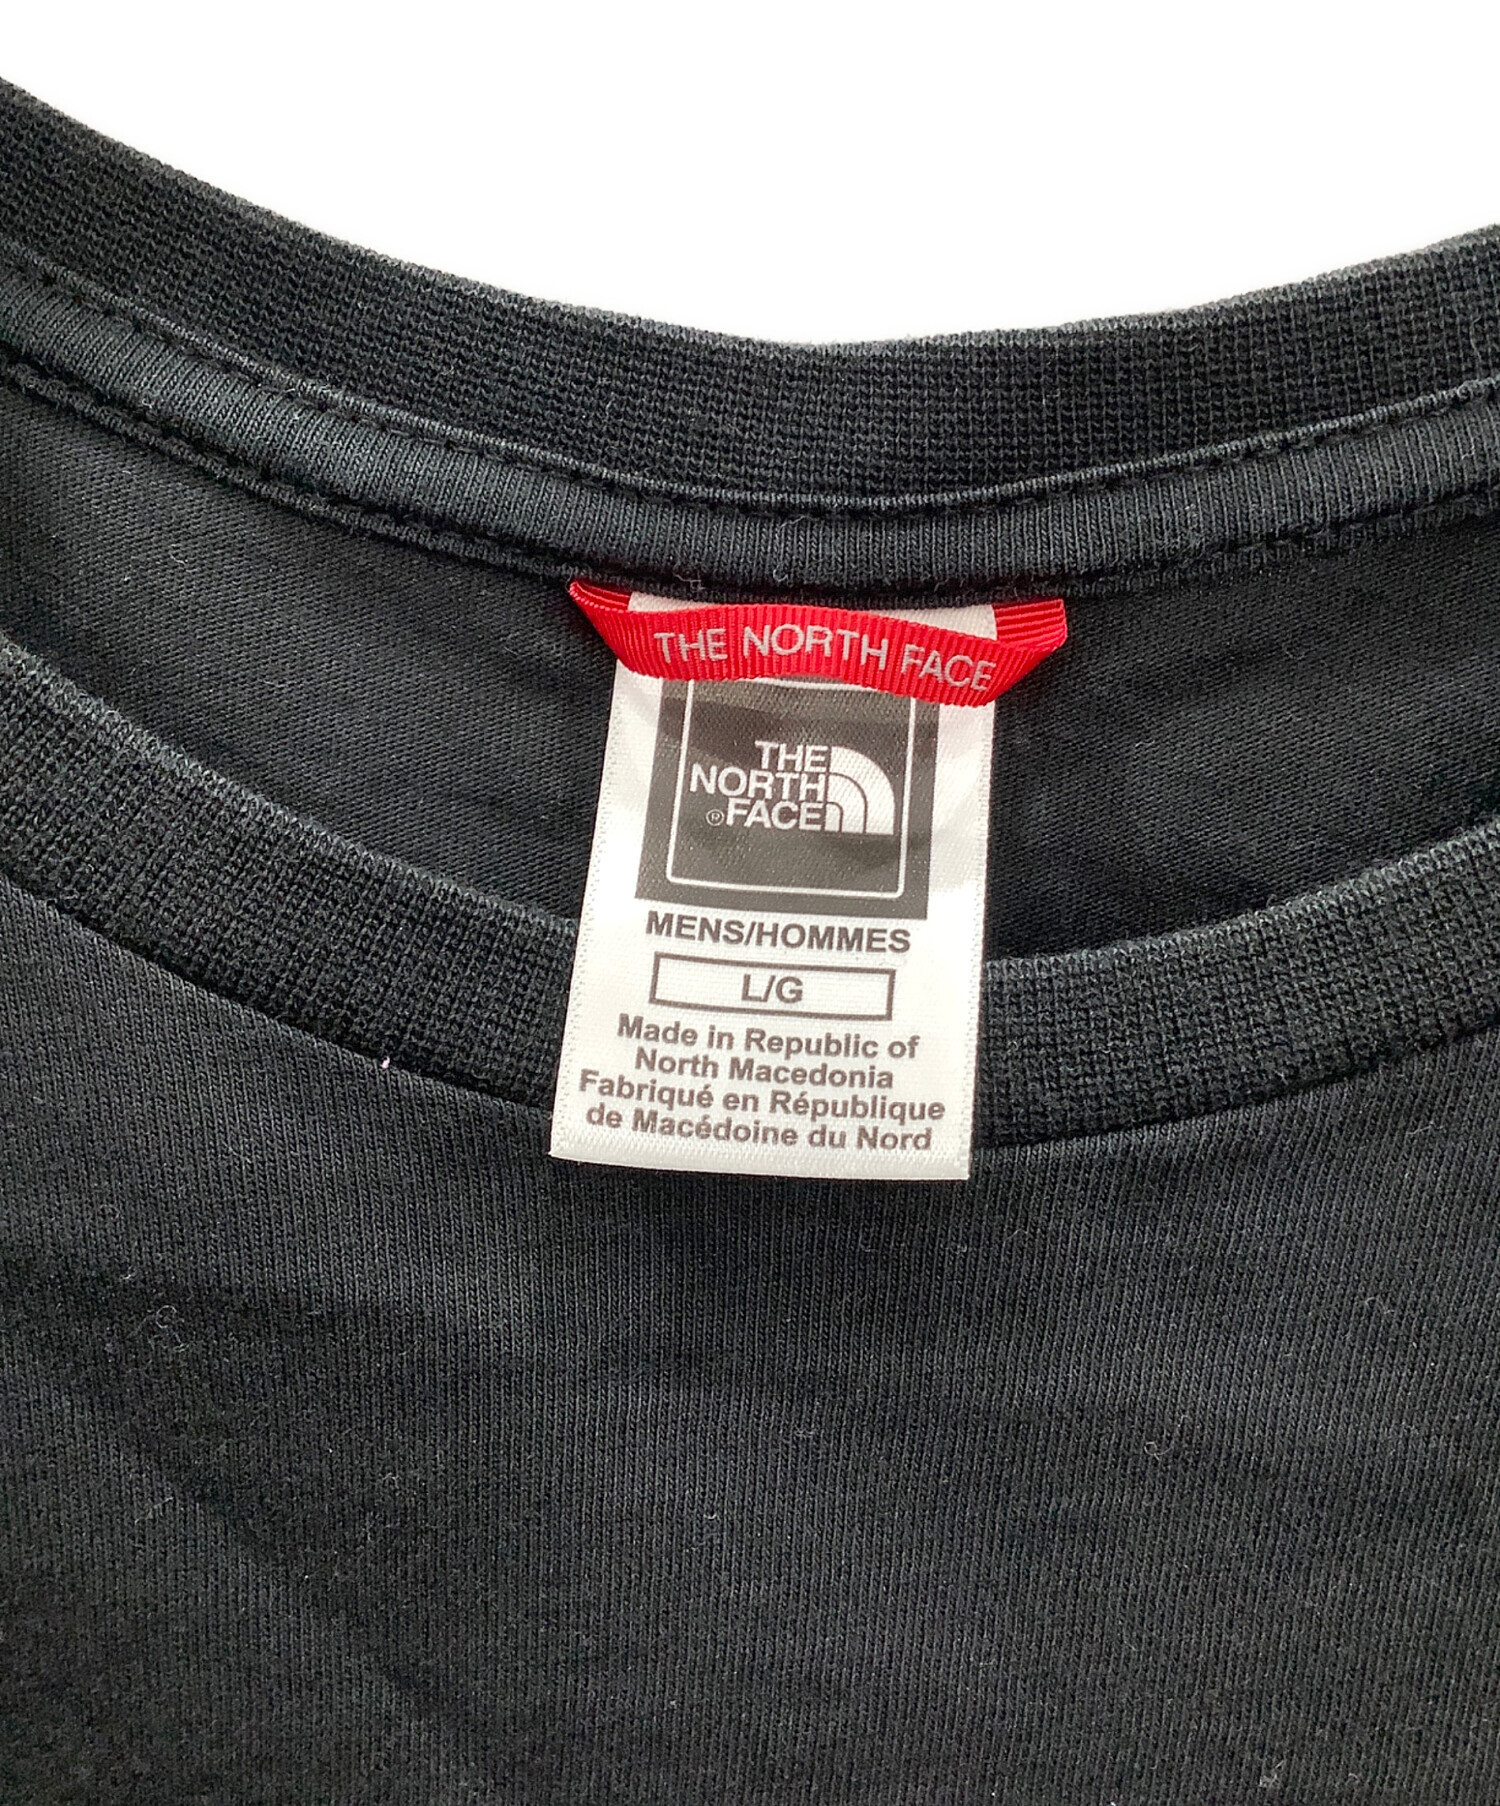 THE NORTH FACE
THE
NORTH
®FACE
MENS/HOMMES
L/G
Made in Republic of
North Macedonia
Fabriqué en République
de Macédoine du Nord